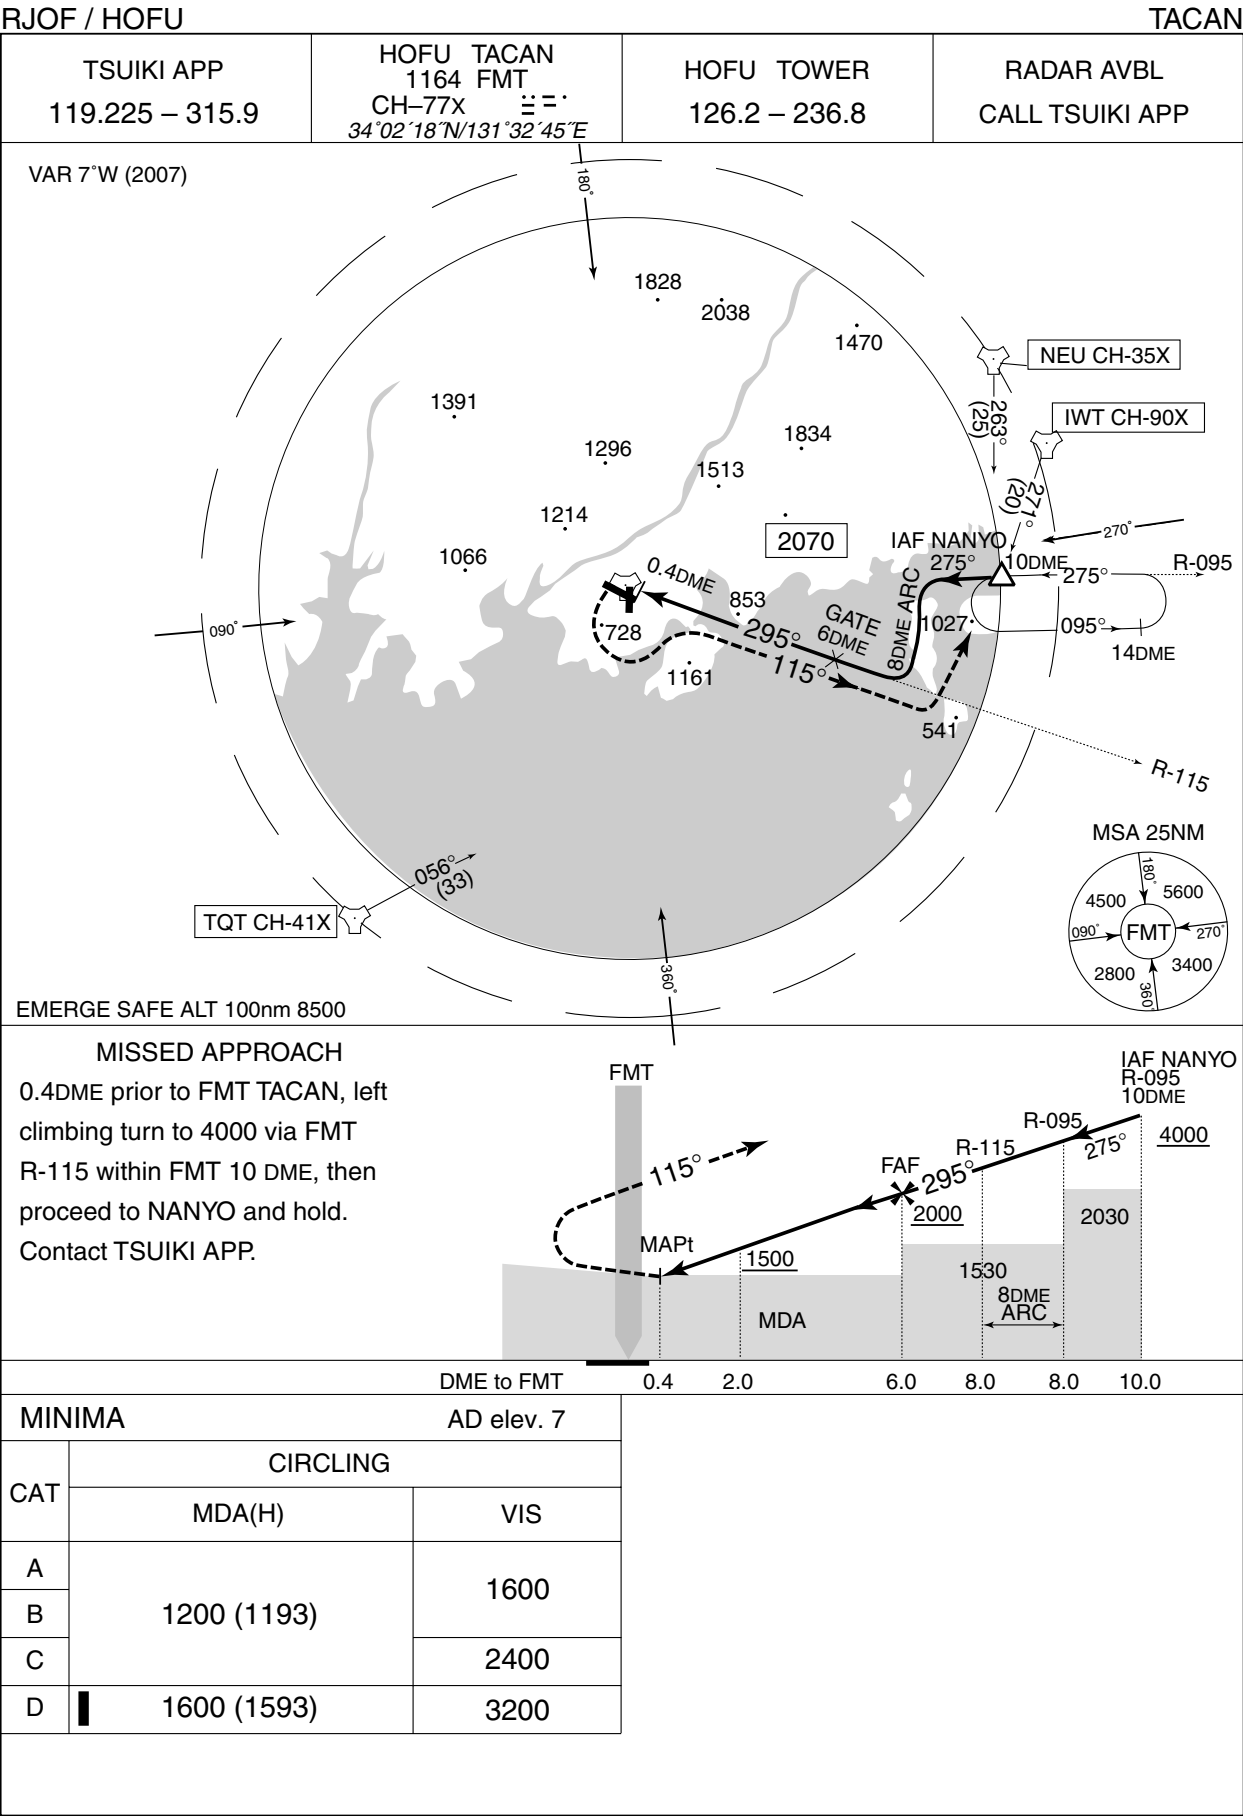 RJOF / HOFU
TACAN
TSUIKI APP
119.225 – 315.9
HOFU TACAN
1164 FMT
CH–77X
34°02´18˝N/131°32´45˝E
HOFU TOWER
126.2 – 236.8
RADAR AVBL
CALL TSUIKI APP
VAR 7°W (2007)
180°
1828
2038
1470
NEU CH-35X
263°
(25)
IWT CH-90X
271°
(20)
1391
1296
1834
1513
1214
1066
2070
IAF NANYO
270°
10DME
R-095
275°
275°
0.4DME
8DME ARC
853
GATE
6DME
295°
1027
095°
14DME
090°
728
1161
115°
541
R-115
MSA 25NM
180°
4500
5600
090°
FMT
270°
2800
3400
360°
056°
(33)
TQT CH-41X
360°
EMERGE SAFE ALT 100nm 8500
MISSED APPROACH
0.4DME prior to FMT TACAN, left
climbing turn to 4000 via FMT
R-115 within FMT 10 DME, then
proceed to NANYO and hold.
Contact TSUIKI APP.
FMT
IAF NANYO
R-095
10DME
R-095
4000
275°
R-115
FAF
295°
115°
2000
2030
MAPt
1500
1530
8DME
ARC
MDA
DME to FMT
0.4
2.0
6.0
8.0
8.0
10.0
MINIMA
AD elev. 7
CAT
CIRCLING
MDA(H)
VIS
A
1600
B
1200 (1193)
C
2400
D
1600 (1593)
3200